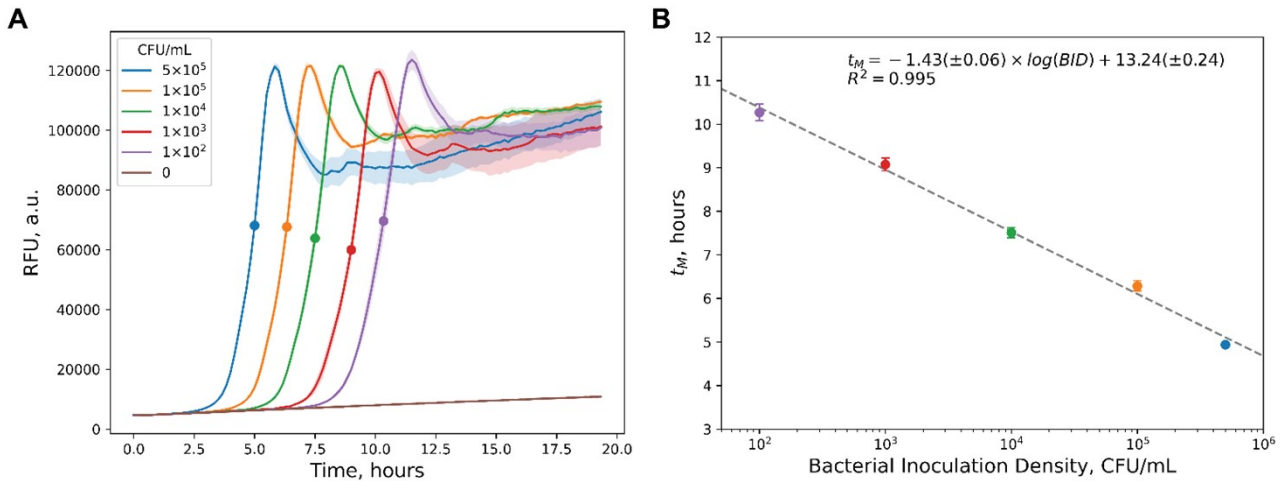 A
CFU/mL
5×10⁵
1×10⁵
1×10⁴
1×10³
1×10²
0
120000
100000
80000
60000
40000
20000
0
RFU, a.u.
0.0 2.5 5.0 7.5 10.0 12.5 15.0 17.5 20.0
Time, hours
B
t_M = −1.43(±0.06) × log(BID) + 13.24(±0.24)
R² = 0.995
12
11
10
9
8
7
6
5
4
3
t_M, hours
10² 10³ 10⁴ 10⁵ 10⁶
Bacterial Inoculation Density, CFU/mL